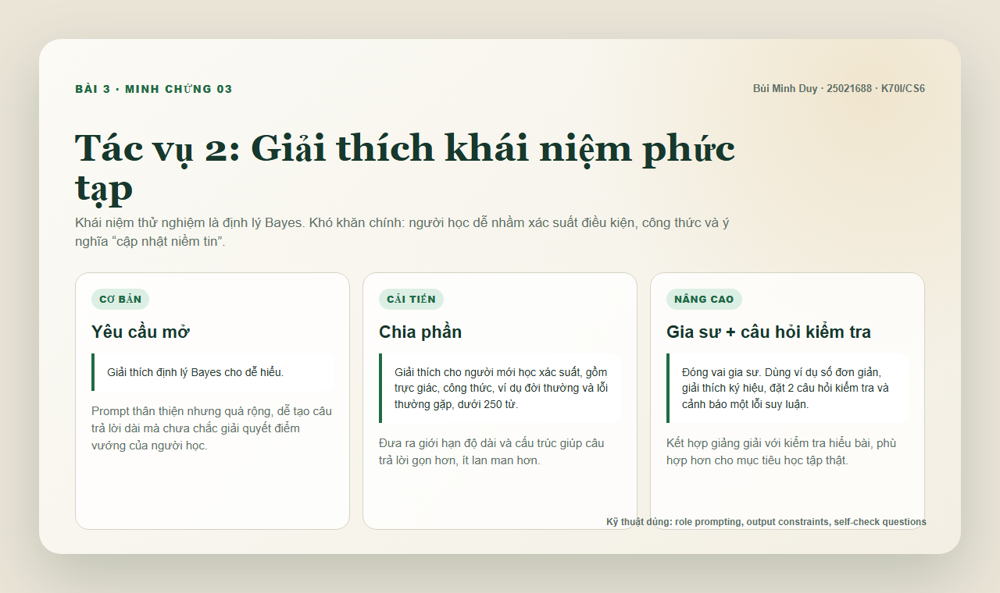 BÀI 3 · MINH CHỨNG 03
Bùi Minh Duy · 25021688 · K70I/CS6
Tác vụ 2: Giải thích khái niệm phức
tạp
Khái niệm thử nghiệm là định lý Bayes. Khó khăn chính: người học dễ nhầm xác suất điều kiện, công thức và ý
nghĩa “cập nhật niềm tin”.
CƠ BẢN
Yêu cầu mở
Giải thích định lý Bayes cho dễ hiểu.
Prompt thân thiện nhưng quá rộng, dễ tạo câu
trả lời dài mà chưa chắc giải quyết điểm
vướng của người học.
CẢI TIẾN
Chia phần
Giải thích cho người mới học xác suất, gồm
trực giác, công thức, ví dụ đời thường và lỗi
thường gặp, dưới 250 từ.
Đưa ra giới hạn độ dài và cấu trúc giúp câu
trả lời gọn hơn, ít lan man hơn.
NÂNG CAO
Gia sư + câu hỏi kiểm tra
Đóng vai gia sư. Dùng ví dụ số đơn giản,
giải thích ký hiệu, đặt 2 câu hỏi kiểm tra và
cảnh báo một lỗi suy luận.
Kết hợp giảng giải với kiểm tra hiểu bài, phù
hợp hơn cho mục tiêu học tập thật.
Kỹ thuật dùng: role prompting, output constraints, self-check questions